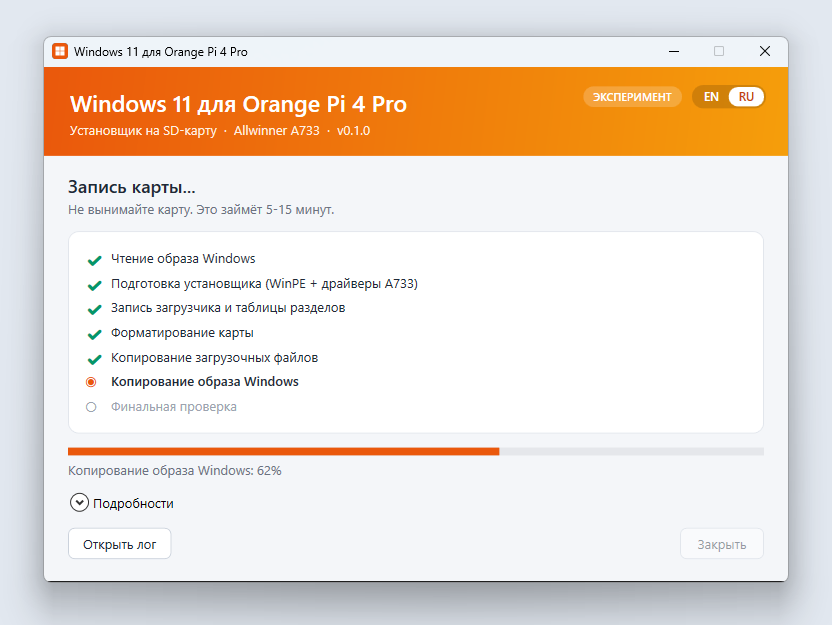 Windows 11 для Orange Pi 4 Pro
Windows 11 для Orange Pi 4 Pro
ЭКСПЕРИМЕНТ
EN
RU
Установщик на SD-карту · Allwinner A733 · v0.1.0
Запись карты...
Не вынимайте карту. Это займёт 5-15 минут.
Чтение образа Windows
Подготовка установщика (WinPE + драйверы A733)
Запись загрузчика и таблицы разделов
Форматирование карты
Копирование загрузочных файлов
Копирование образа Windows
Финальная проверка
Копирование образа Windows: 62%
Подробности
Открыть лог
Закрыть